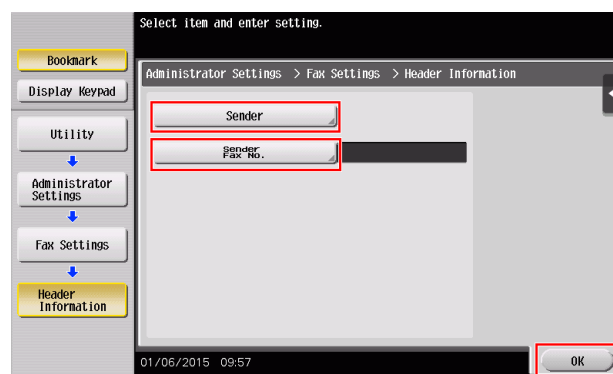 Select item and enter setting.
Bookmark
Display Keypad
Administrator Settings > Fax Settings > Header Information
Sender
Sender
Fax No.
Utility
Administrator
Settings
Fax Settings
Header
Information
01/06/2015 09:57
OK